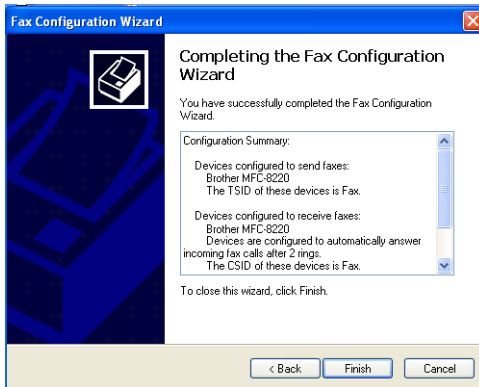 Fax Configuration Wizard
Completing the Fax Configuration
Wizard
You have successfully completed the Fax Configuration
Wizard.
Configuration Summary:
Devices configured to send faxes:
Brother MFC-8220
The TSID of these devices is Fax.
Devices configured to receive faxes:
Brother MFC-8220
Devices are configured to automatically answer
incoming fax calls after 2 rings.
The CSID of these devices is Fax.
To close this wizard, click Finish.
< Back Finish Cancel